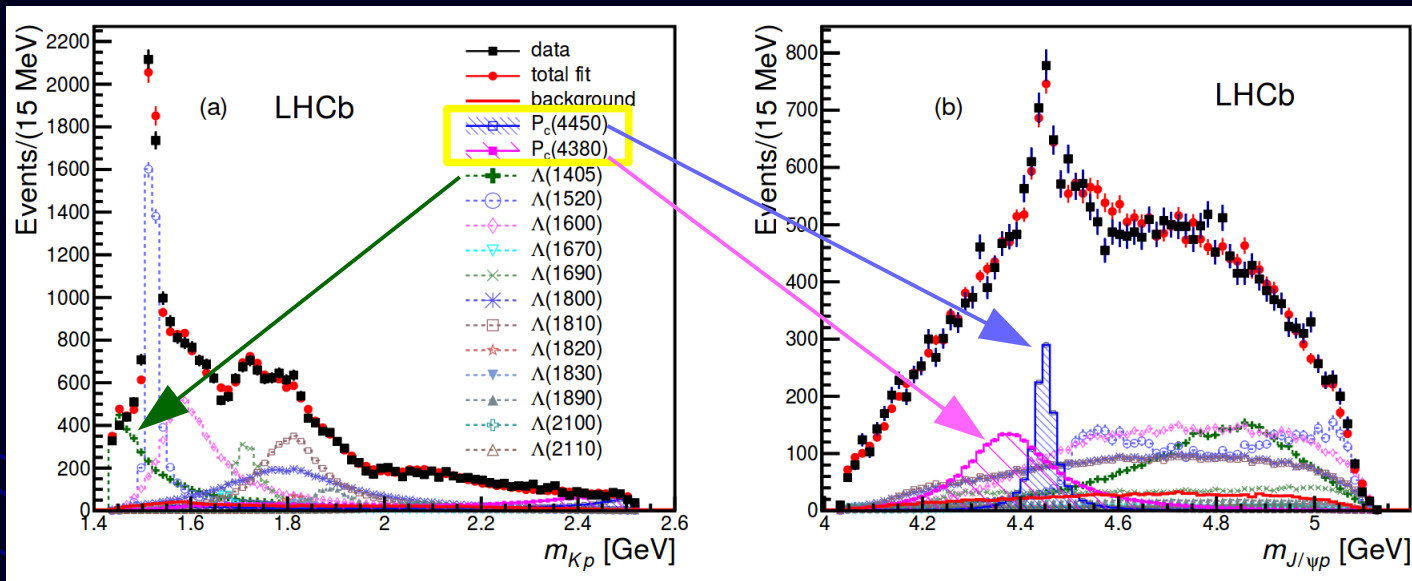 Events/(15 MeV)
2200
2000
1800
1600
1400
1200
1000
800
600
400
200
0
1.4
1.6
1.8
2
2.2
2.4
2.6
m_{Kp} [GeV]
(a)
LHCb
data
total fit
background
P_c(4450)
P_c(4380)
Λ(1405)
Λ(1520)
Λ(1600)
Λ(1670)
Λ(1690)
Λ(1800)
Λ(1810)
Λ(1820)
Λ(1830)
Λ(1890)
Λ(2100)
Λ(2110)
Events/(15 MeV)
800
700
600
500
400
300
200
100
0
4
4.2
4.4
4.6
4.8
5
m_{J/ψp} [GeV]
(b)
LHCb